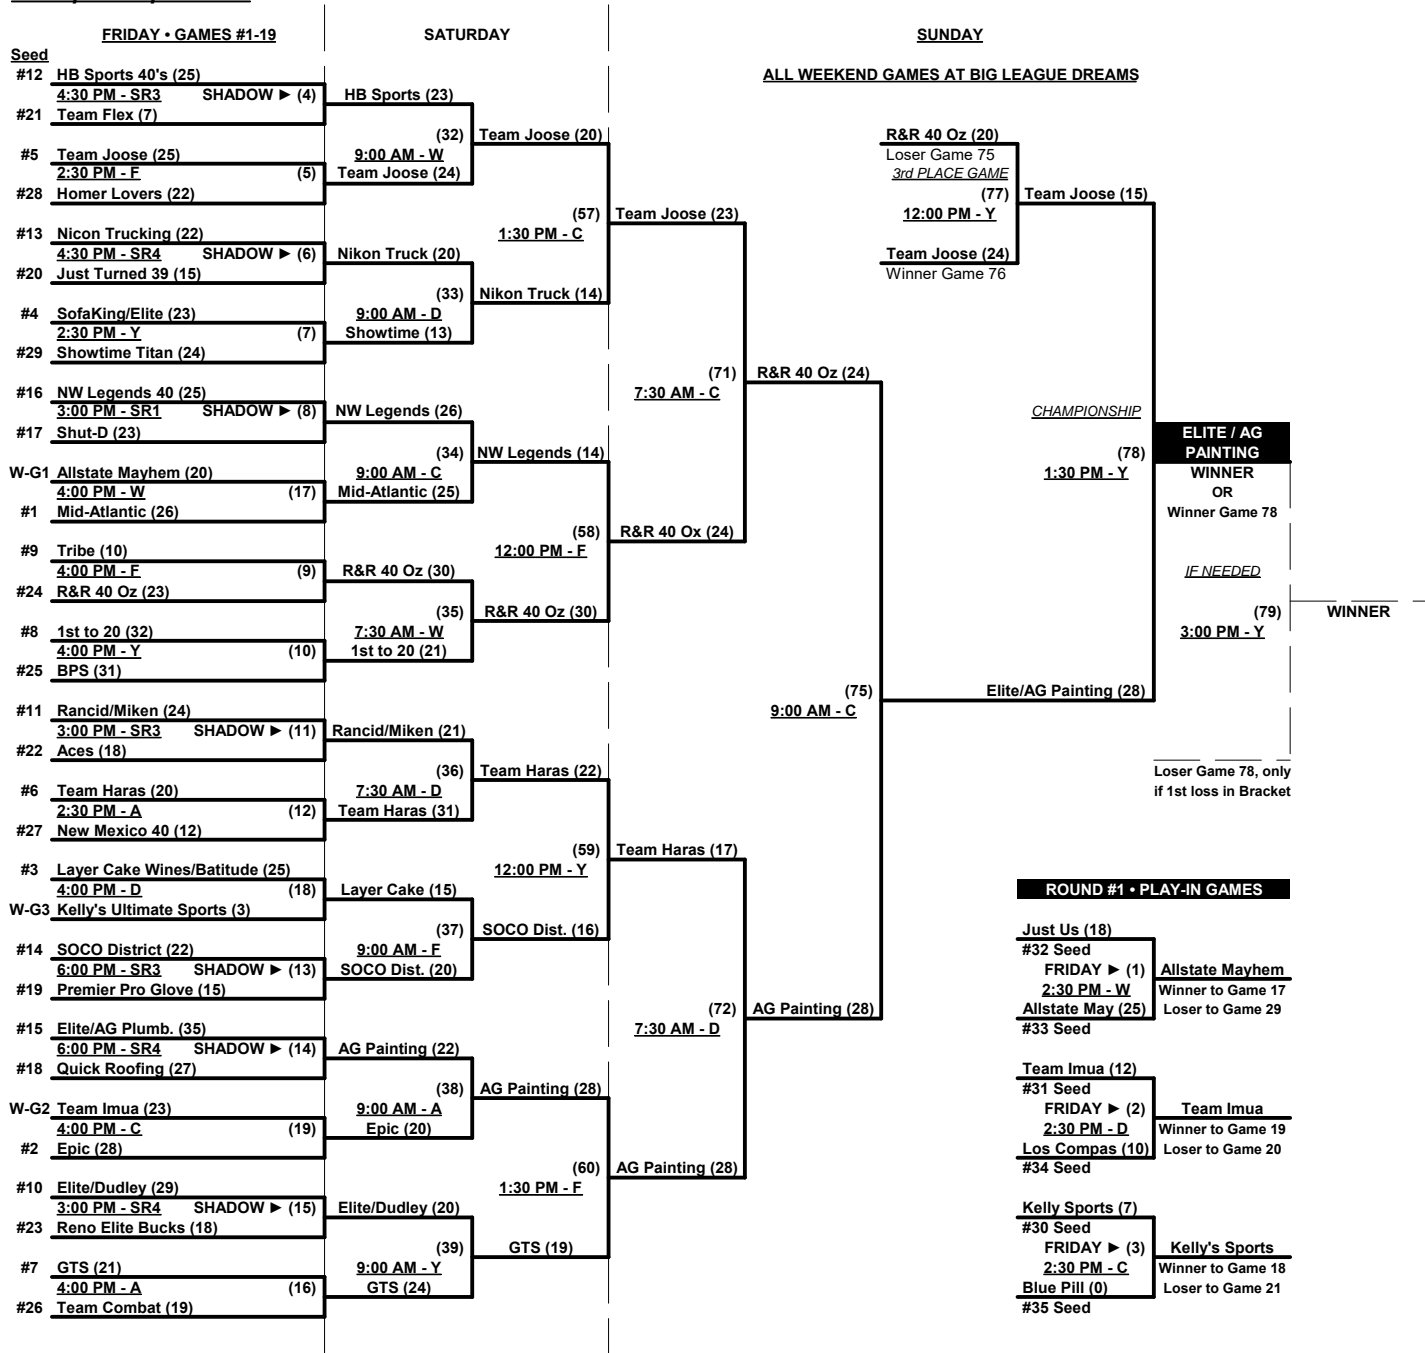 FRIDAY • GAMES #1-19
SATURDAY
SUNDAY
Seed
ALL WEEKEND GAMES AT BIG LEAGUE DREAMS
#12 HB Sports 40's (25)
4:30 PM - SR3 SHADOW ► (4)
#21 Team Flex (7)
#5 Team Joose (25)
2:30 PM - F (5)
#28 Homer Lovers (22)
#13 Nicon Trucking (22)
4:30 PM - SR4 SHADOW ► (6)
#20 Just Turned 39 (15)
#4 SofaKing/Elite (23)
2:30 PM - Y (7)
#29 Showtime Titan (24)
#16 NW Legends 40 (25)
3:00 PM - SR1 SHADOW ► (8)
#17 Shut-D (23)
W-G1 Allstate Mayhem (20)
4:00 PM - W (17)
#1 Mid-Atlantic (26)
#9 Tribe (10)
4:00 PM - F (9)
#24 R&R 40 Oz (23)
#8 1st to 20 (32)
4:00 PM - Y (10)
#25 BPS (31)
#11 Rancid/Miken (24)
3:00 PM - SR3 SHADOW ► (11)
#22 Aces (18)
#6 Team Haras (20)
2:30 PM - A (12)
#27 New Mexico 40 (12)
#3 Layer Cake Wines/Batitude (25)
4:00 PM - D (18)
W-G3 Kelly's Ultimate Sports (3)
#14 SOCO District (22)
6:00 PM - SR3 SHADOW ► (13)
#19 Premier Pro Glove (15)
#15 Elite/AG Plumb. (35)
6:00 PM - SR4 SHADOW ► (14)
#18 Quick Roofing (27)
W-G2 Team Imua (23)
4:00 PM - C (19)
#2 Epic (28)
#10 Elite/Dudley (29)
3:00 PM - SR4 SHADOW ► (15)
#23 Reno Elite Bucks (18)
#7 GTS (21)
4:00 PM - A (16)
#26 Team Combat (19)
HB Sports (23)
(32)
9:00 AM - W
Team Joose (24)
Nikon Truck (20)
(33)
9:00 AM - D
Showtime (13)
NW Legends (26)
(34)
9:00 AM - C
Mid-Atlantic (25)
R&R 40 Oz (30)
(35)
7:30 AM - W
1st to 20 (21)
Rancid/Miken (21)
(36)
7:30 AM - D
Team Haras (31)
Layer Cake (15)
(37)
9:00 AM - F
SOCO Dist. (20)
AG Painting (22)
(38)
9:00 AM - A
Epic (20)
Elite/Dudley (20)
(39)
9:00 AM - Y
GTS (24)
Team Joose (20)
(57)
1:30 PM - C
Nikon Truck (14)
NW Legends (14)
(58)
12:00 PM - F
R&R 40 Oz (30)
Team Haras (22)
(59)
12:00 PM - Y
SOCO Dist. (16)
AG Painting (28)
(60)
1:30 PM - F
GTS (19)
Team Joose (23)
(71)
7:30 AM - C
R&R 40 Ox (24)
Team Haras (17)
(72)
7:30 AM - D
AG Painting (28)
R&R 40 Oz (24)
(75)
9:00 AM - C
AG Painting (28)
R&R 40 Oz (20)
Loser Game 75
3rd PLACE GAME
(77)
12:00 PM - Y
Team Joose (24)
Winner Game 76
Team Joose (15)
CHAMPIONSHIP
(78)
1:30 PM - Y
Elite/AG Painting (28)
ELITE / AG
PAINTING
WINNER
OR
Winner Game 78
IF NEEDED
(79)
3:00 PM - Y
WINNER
Loser Game 78, only
if 1st loss in Bracket
ROUND #1 • PLAY-IN GAMES
Just Us (18)
#32 Seed
FRIDAY ► (1) Allstate Mayhem
2:30 PM - W Winner to Game 17
Allstate May (25) Loser to Game 29
#33 Seed
Team Imua (12)
#31 Seed
FRIDAY ► (2) Team Imua
2:30 PM - D Winner to Game 19
Los Compas (10) Loser to Game 20
#34 Seed
Kelly Sports (7)
#30 Seed
FRIDAY ► (3) Kelly's Sports
2:30 PM - C Winner to Game 18
Blue Pill (0) Loser to Game 21
#35 Seed